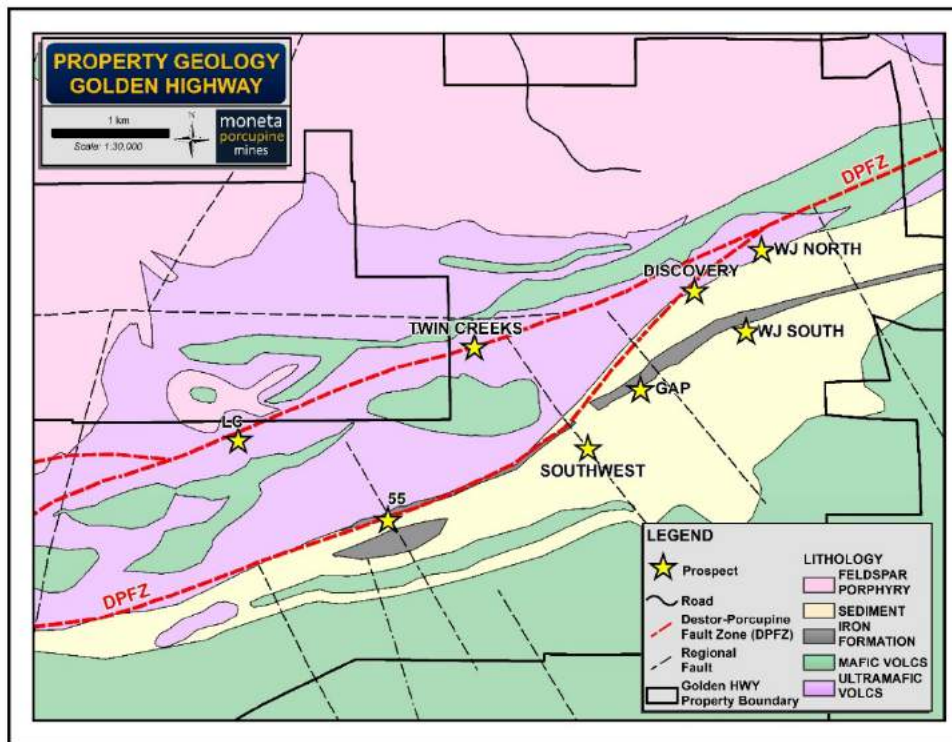 PROPERTY GEOLOGY
GOLDEN HIGHWAY
1 km
Scale: 1:30,000
N
moneta
porcupine
mines
DPFZ
WJ NORTH
DISCOVERY
WJ SOUTH
TWIN CREEKS
GAP
LC
SOUTHWEST
55
DPFZ
LEGEND
Prospect
Road
Destor-Porcupine
Fault Zone (DPFZ)
Regional
Fault
Golden HWY
Property Boundary
LITHOLOGY
FELDSPAR
PORPHYRY
SEDIMENT
IRON
FORMATION
MAFIC VOLCS
ULTRAMAFIC
VOLCS